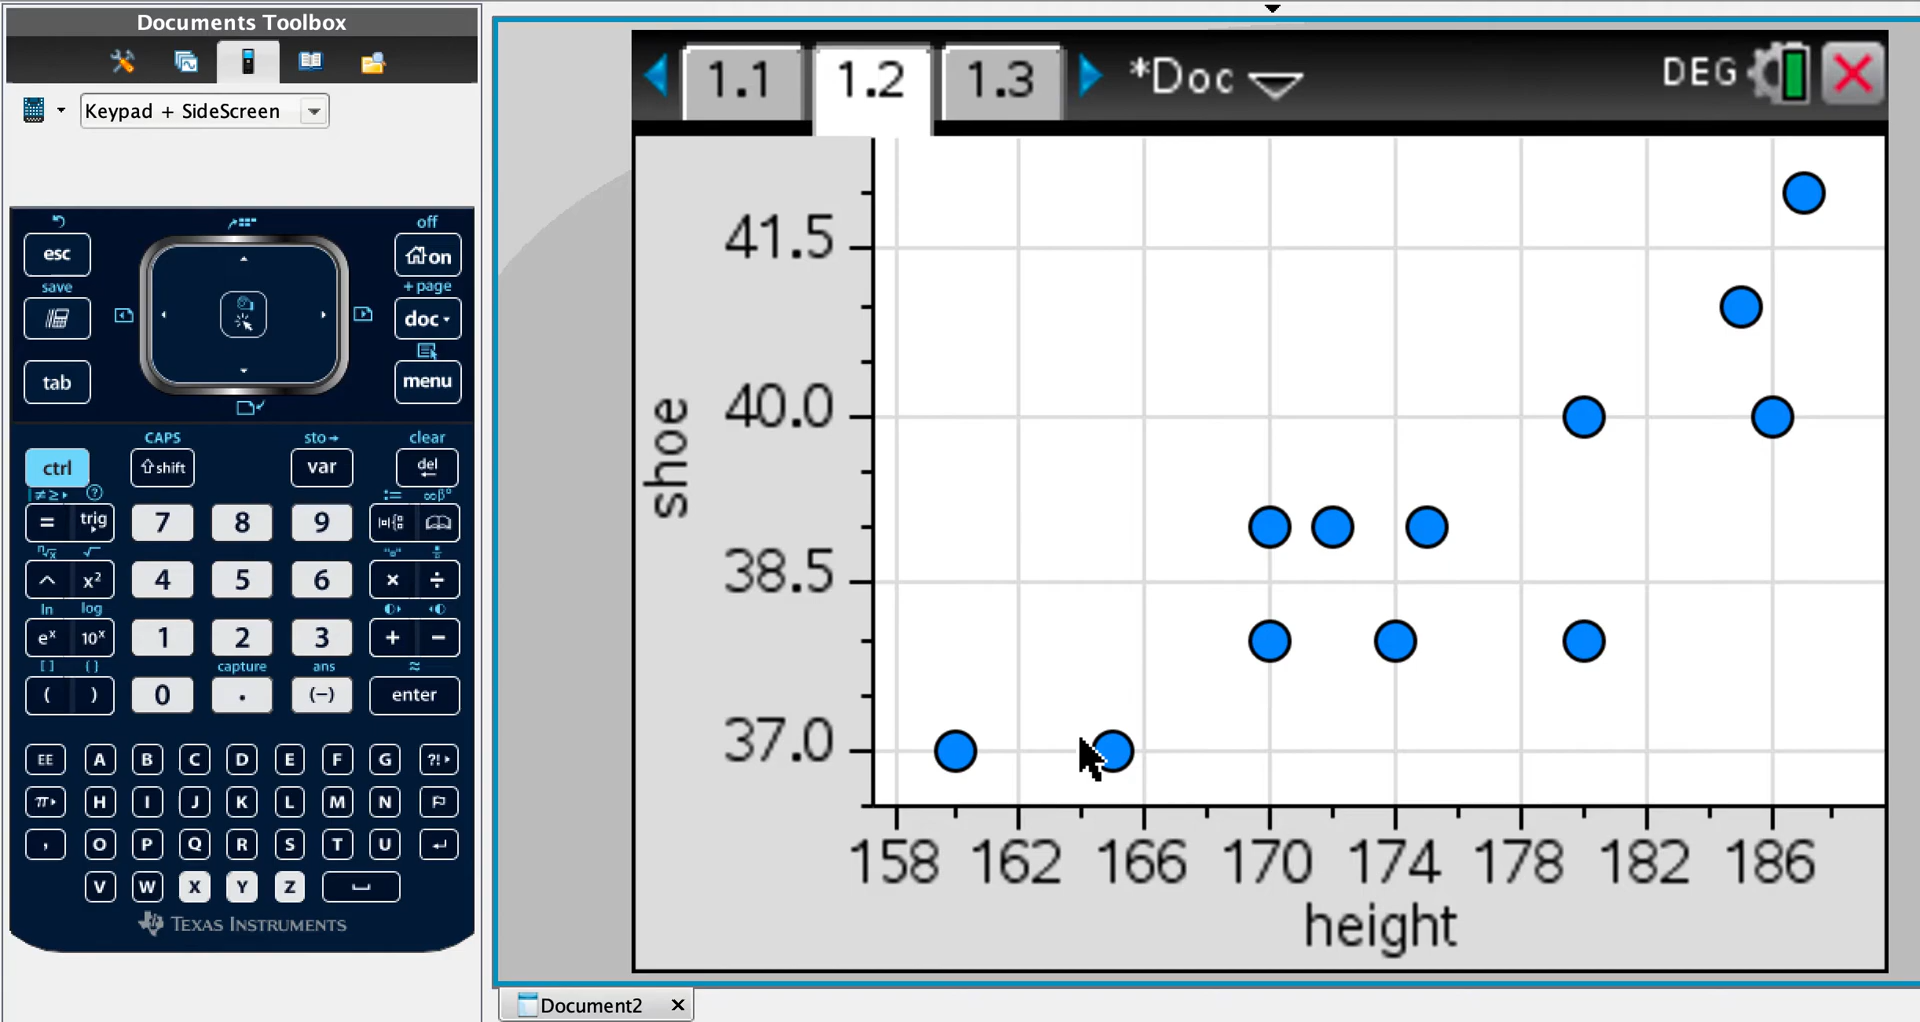 Documents Toolbox
Keypad + SideScreen
off
esc
on
save
+ page
doc
tab
menu
CAPS
sto→
clear
ctrl
⇧shift
var
del
|≠≥▸
?
:=
∞β°
=
trig
7
8
9
ⁿ√x
√
^
x²
4
5
6
×
÷
ln
log
eˣ
10ˣ
1
2
3
+
−
[ ]
{ }
capture
ans
≈
(
)
0
.
(−)
enter
EE
A
B
C
D
E
F
G
?!▸
π▸
H
I
J
K
L
M
N
,
O
P
Q
R
S
T
U
V
W
X
Y
Z
TEXAS INSTRUMENTS
1.1
1.2
1.3
*Doc
DEG
41.5
40.0
38.5
37.0
shoe
158 162 166 170 174 178 182 186
height
Document2